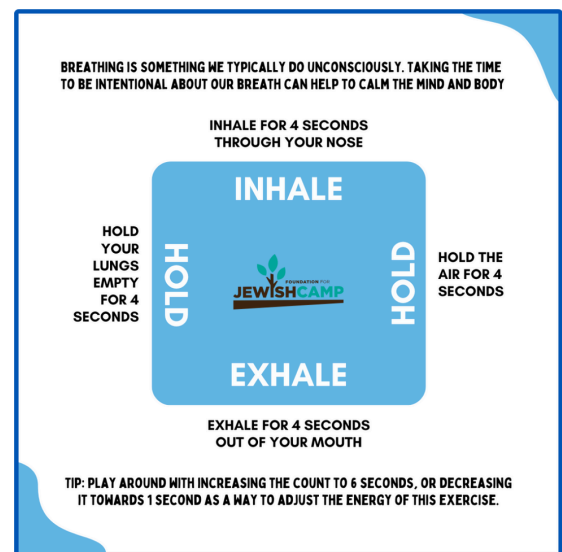 BREATHING IS SOMETHING WE TYPICALLY DO UNCONSCIOUSLY. TAKING THE TIME
TO BE INTENTIONAL ABOUT OUR BREATH CAN HELP TO CALM THE MIND AND BODY
INHALE FOR 4 SECONDS
THROUGH YOUR NOSE
INHALE
HOLD
YOUR
LUNGS
EMPTY
FOR 4
SECONDS
HOLD
FOUNDATION FOR
JEWISHCAMP
HOLD
HOLD THE
AIR FOR 4
SECONDS
EXHALE
EXHALE FOR 4 SECONDS
OUT OF YOUR MOUTH
TIP: PLAY AROUND WITH INCREASING THE COUNT TO 6 SECONDS, OR DECREASING
IT TOWARDS 1 SECOND AS A WAY TO ADJUST THE ENERGY OF THIS EXERCISE.